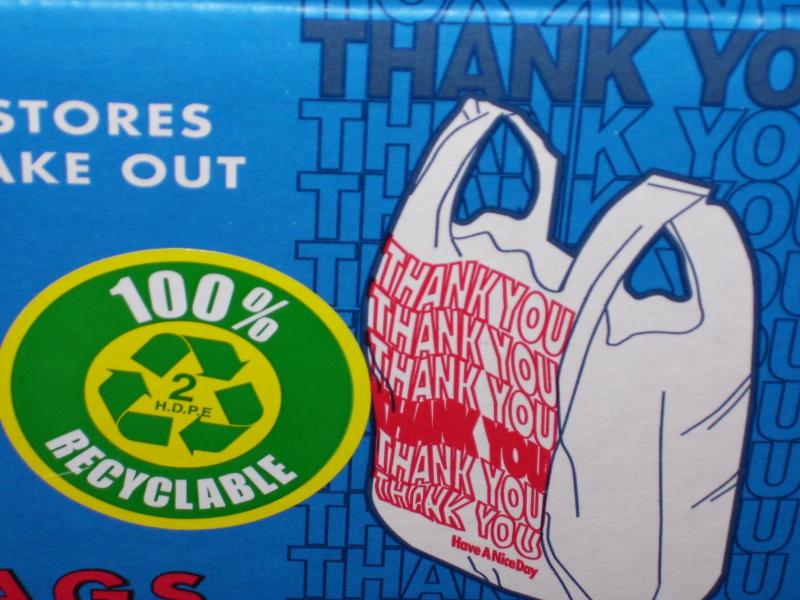 THANK YO
STORES
AKE OUT
100%
2
H.D.P.E
RECYCLABLE
THANK YOU
THANK YOU
THANK YOU
THANK YOU
THANK YOU
THANK YOU
Have A Nice Day
AGS